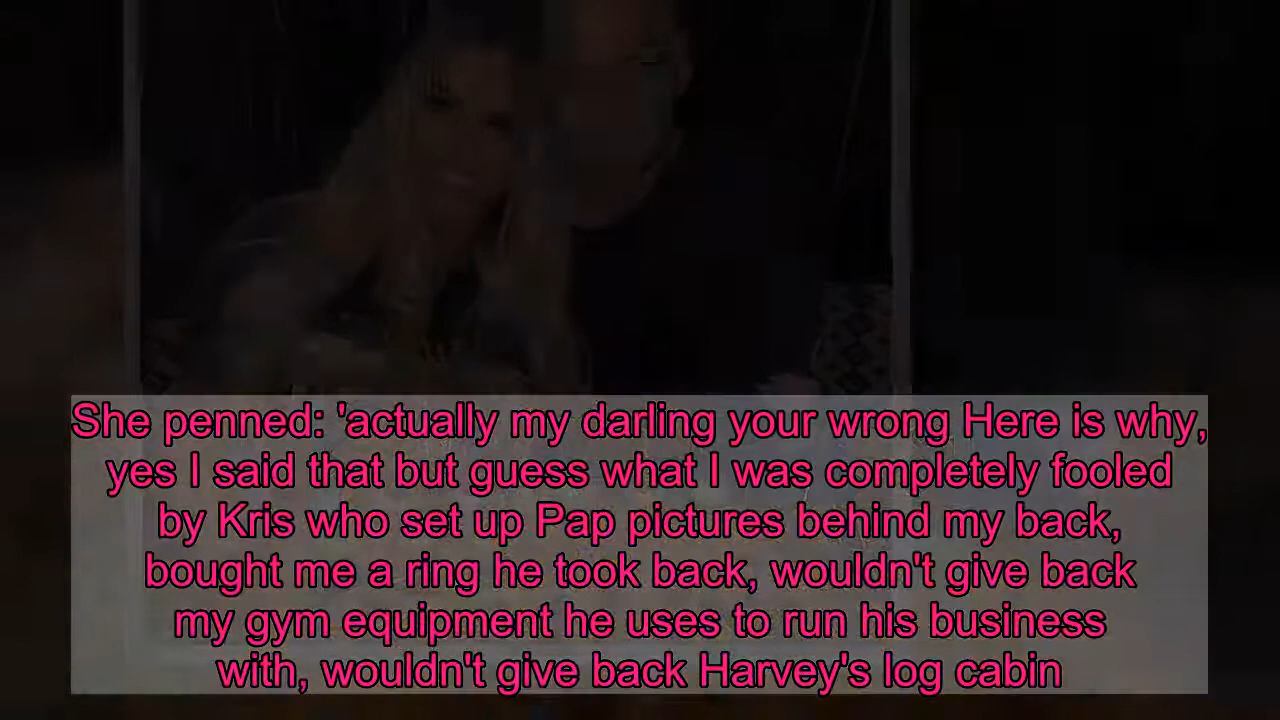 She penned: 'actually my darling your wrong Here is why,
yes I said that but guess what I was completely fooled
by Kris who set up Pap pictures behind my back,
bought me a ring he took back, wouldn't give back
my gym equipment he uses to run his business
with, wouldn't give back Harvey's log cabin